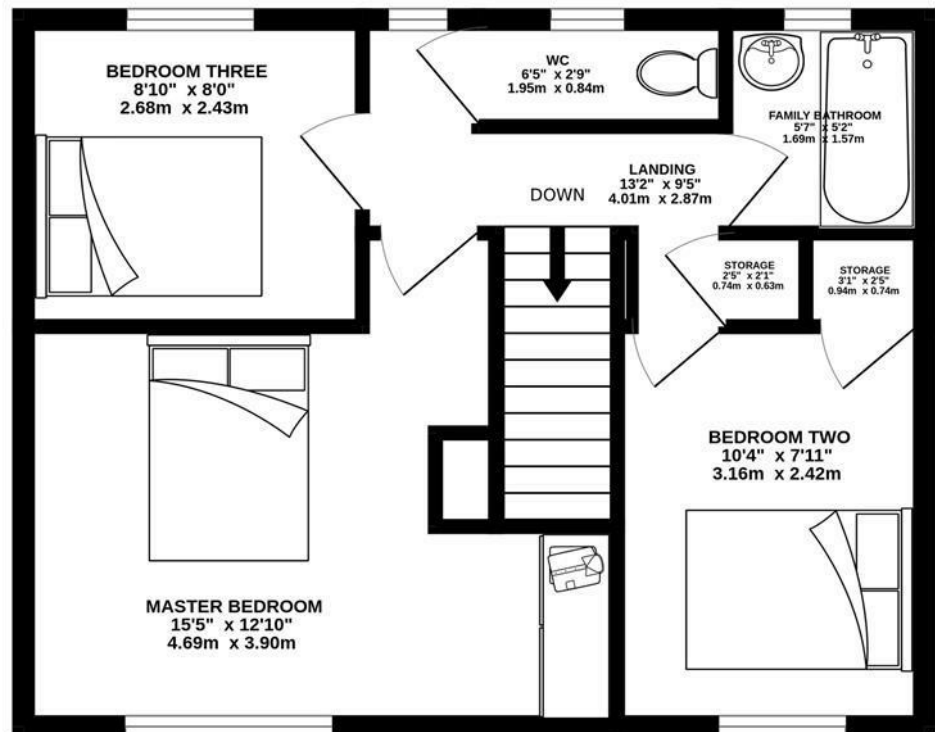 BEDROOM THREE
8'10" x 8'0"
2.68m x 2.43m
WC
6'5" x 2'9"
1.95m x 0.84m
FAMILY BATHROOM
5'7" x 5'2"
1.69m x 1.57m
LANDING
13'2" x 9'5"
4.01m x 2.87m
DOWN
STORAGE
2'5" x 2'1"
0.74m x 0.63m
STORAGE
3'1" x 2'5"
0.94m x 0.74m
BEDROOM TWO
10'4" x 7'11"
3.16m x 2.42m
MASTER BEDROOM
15'5" x 12'10"
4.69m x 3.90m